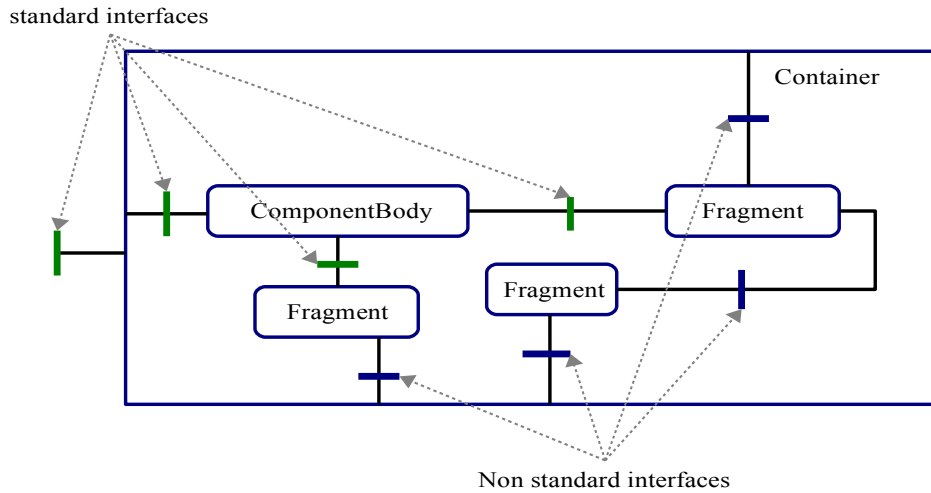 standard interfaces
Container
ComponentBody
Fragment
Fragment
Fragment
Non standard interfaces